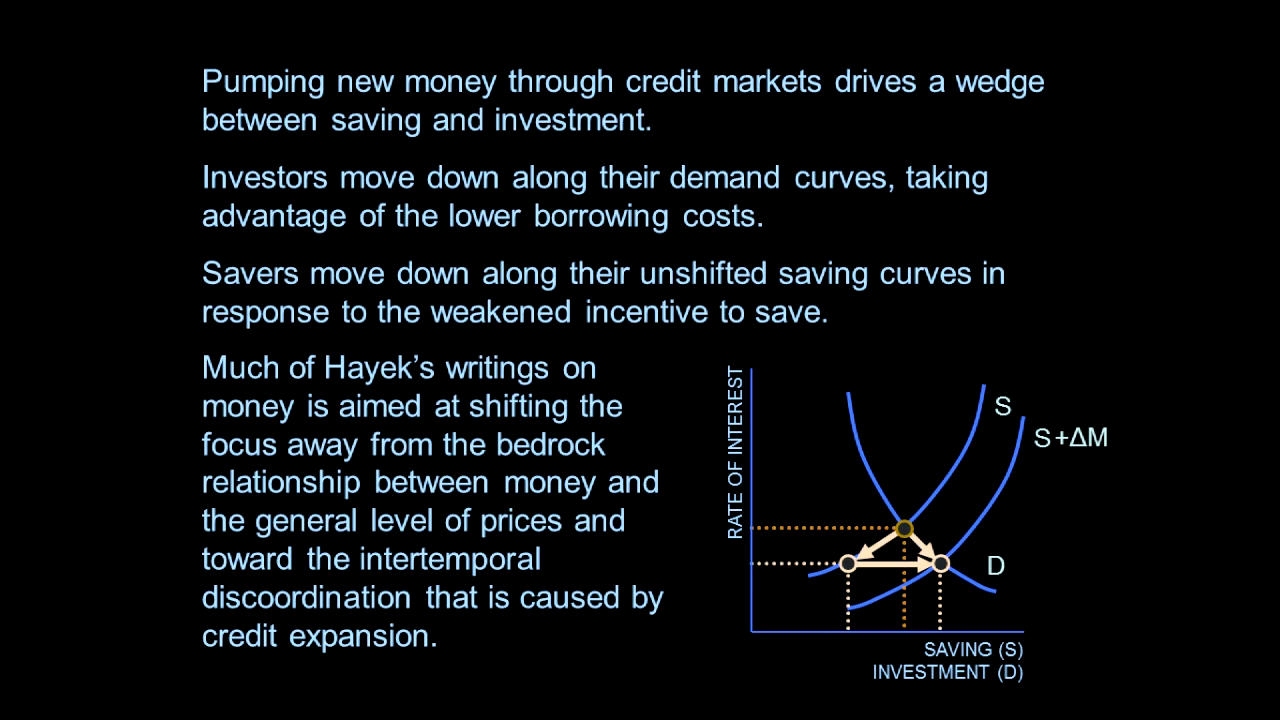 Pumping new money through credit markets drives a wedge
between saving and investment.
Investors move down along their demand curves, taking
advantage of the lower borrowing costs.
Savers move down along their unshifted saving curves in
response to the weakened incentive to save.
Much of Hayek’s writings on
money is aimed at shifting the
focus away from the bedrock
relationship between money and
the general level of prices and
toward the intertemporal
discoordination that is caused by
credit expansion.
RATE OF INTEREST
S
S+ΔM
D
SAVING (S)
INVESTMENT (D)